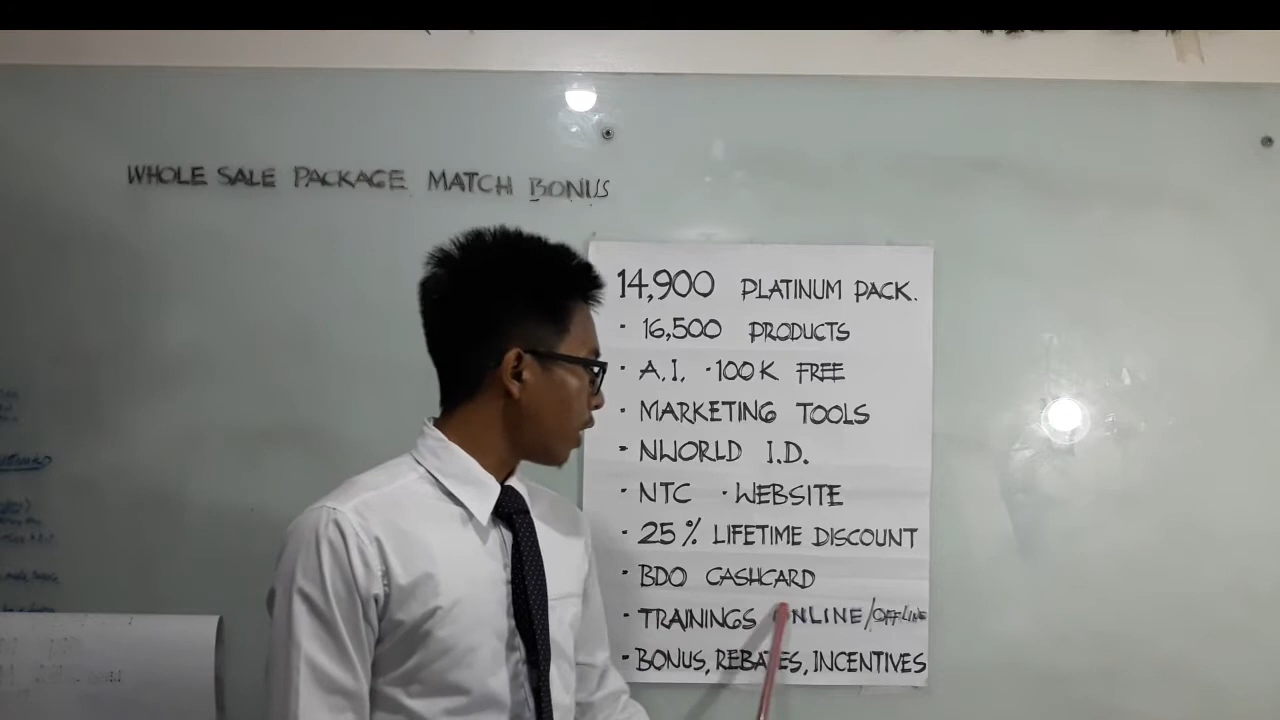 WHOLE SALE PACKAGE MATCH BONUS
14,900 PLATINUM PACK.
· 16,500 PRODUCTS
· A.I. · 100K FREE
· MARKETING TOOLS
· NWORLD I.D.
· NTC · WEBSITE
· 25% LIFETIME DISCOUNT
· BDO CASHCARD
· TRAININGS ONLINE/OFFLINE
· BONUS, REBATES, INCENTIVES